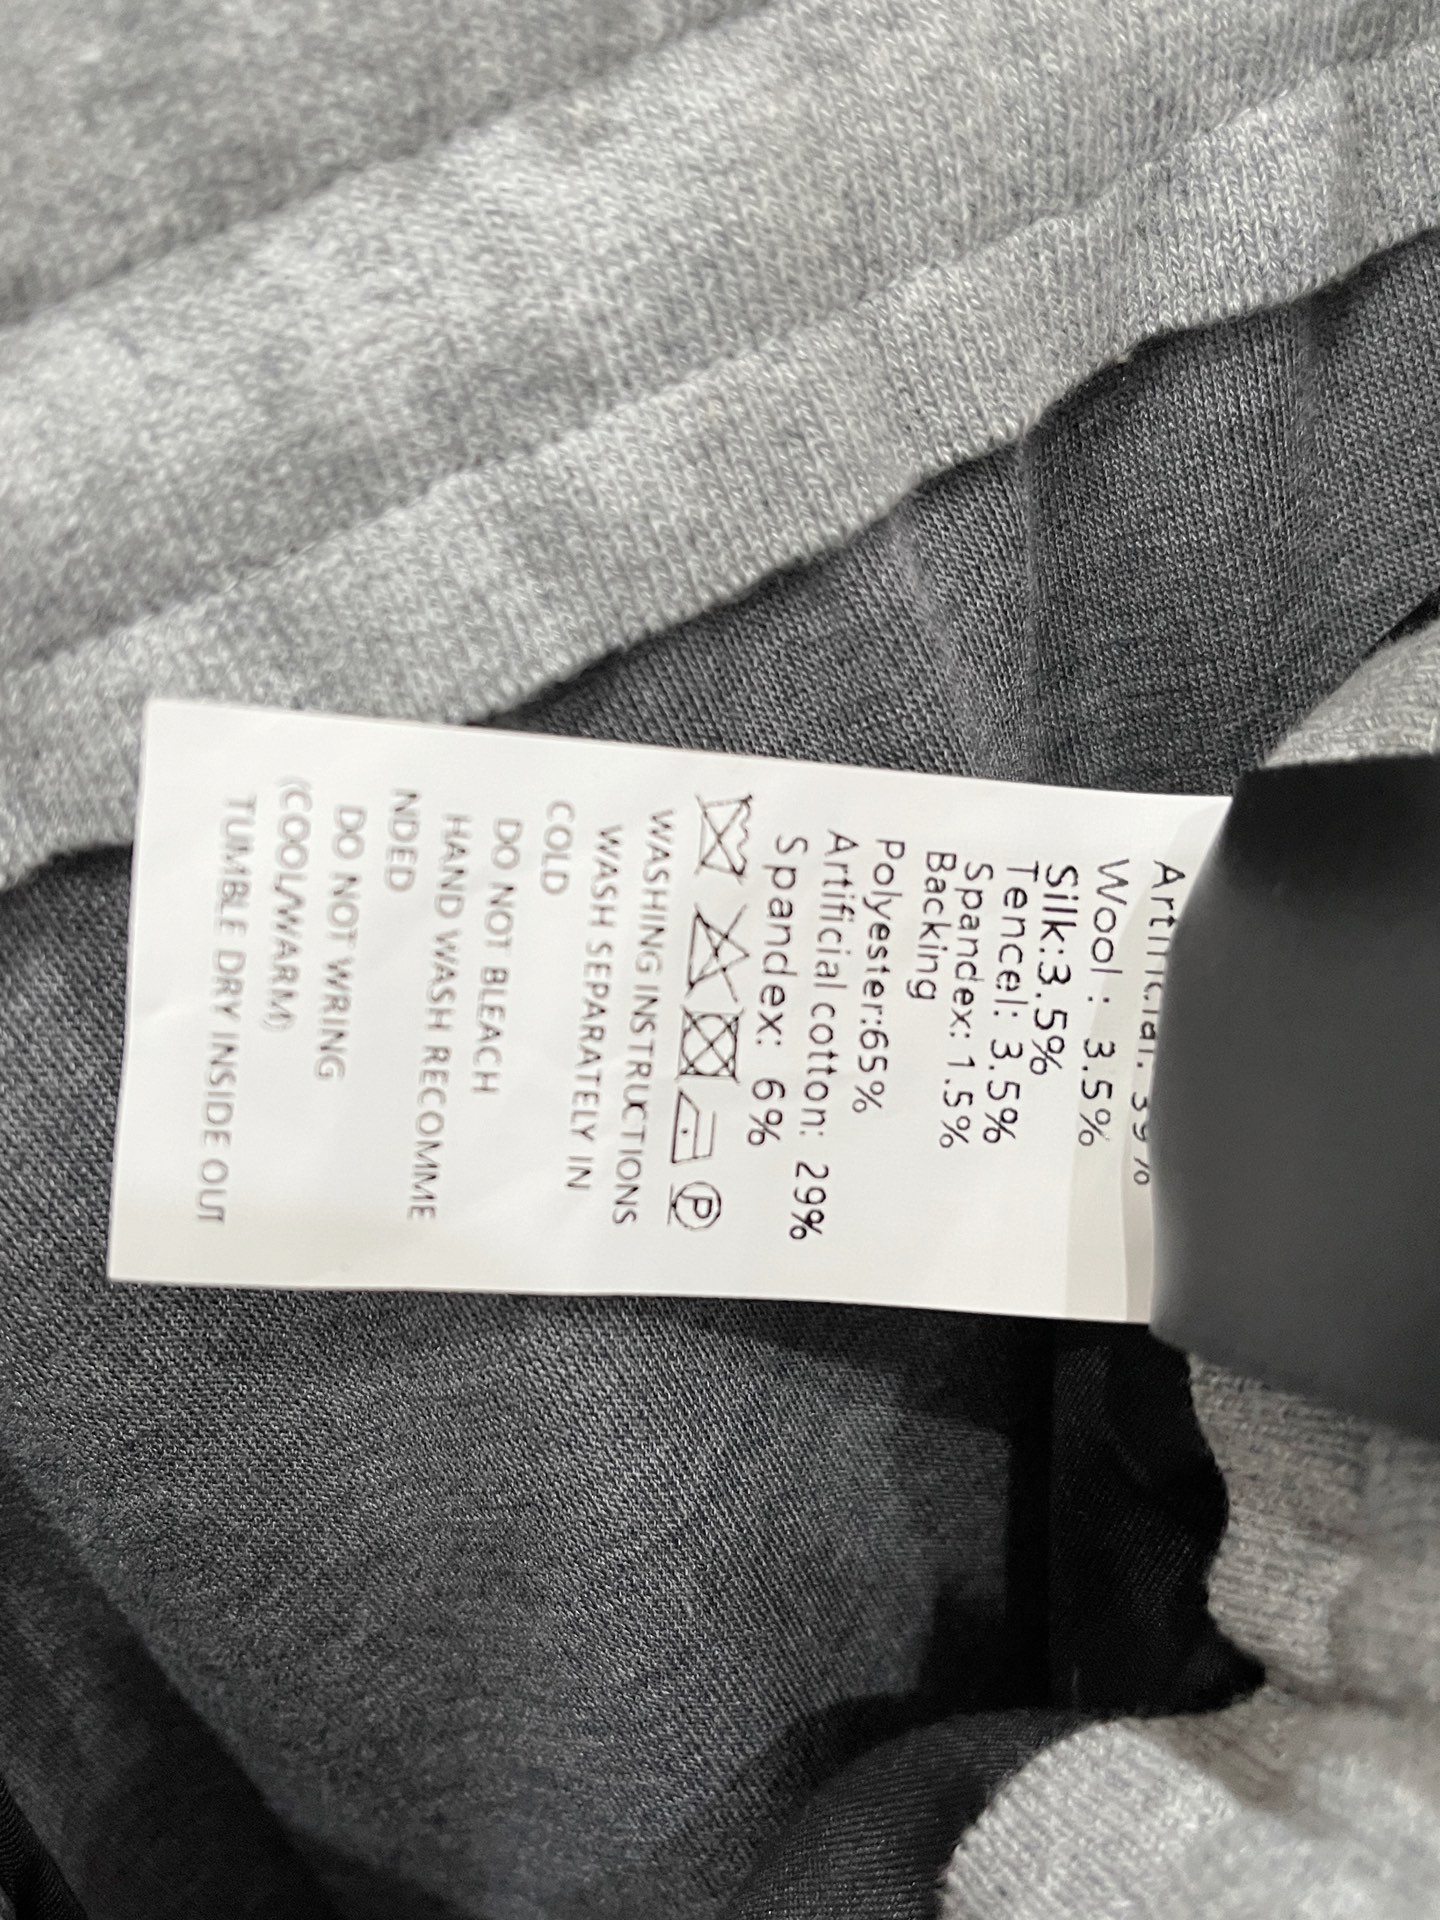 Wool : 3.5%
Silk:3.5%
Tencel: 3.5%
Spandex: 1.5%
Backing
Polyester:65%
Artificial cotton: 29%
Spandex: 6%
P
WASHING INSTRUCTIONS
WASH SEPARATELY IN
COLD
DO NOT BLEACH
HAND WASH RECOMME
NDED
DO NOT WRING
(COOL/WARM)
TUMBLE DRY INSIDE OUT